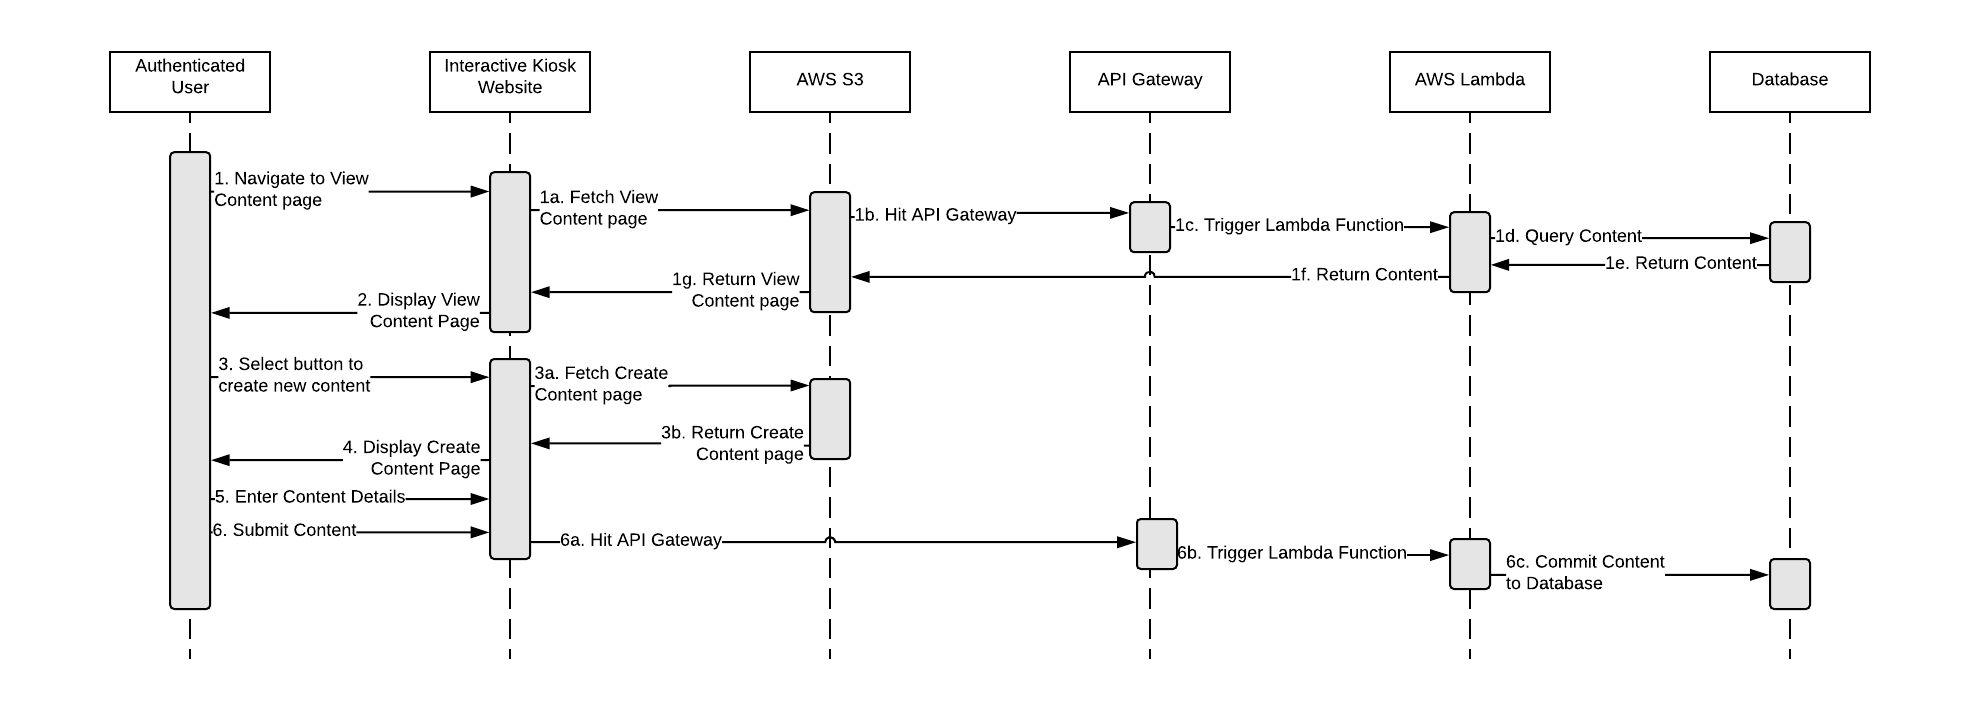 Authenticated
User
Interactive Kiosk
Website
AWS S3
API Gateway
AWS Lambda
Database
1. Navigate to View
Content page
1a. Fetch View
Content page
1b. Hit API Gateway
1c. Trigger Lambda Function
1d. Query Content
1e. Return Content
1f. Return Content
1g. Return View
Content page
2. Display View
Content Page
3. Select button to
create new content
3a. Fetch Create
Content page
3b. Return Create
Content page
4. Display Create
Content Page
5. Enter Content Details
6. Submit Content
6a. Hit API Gateway
6b. Trigger Lambda Function
6c. Commit Content
to Database